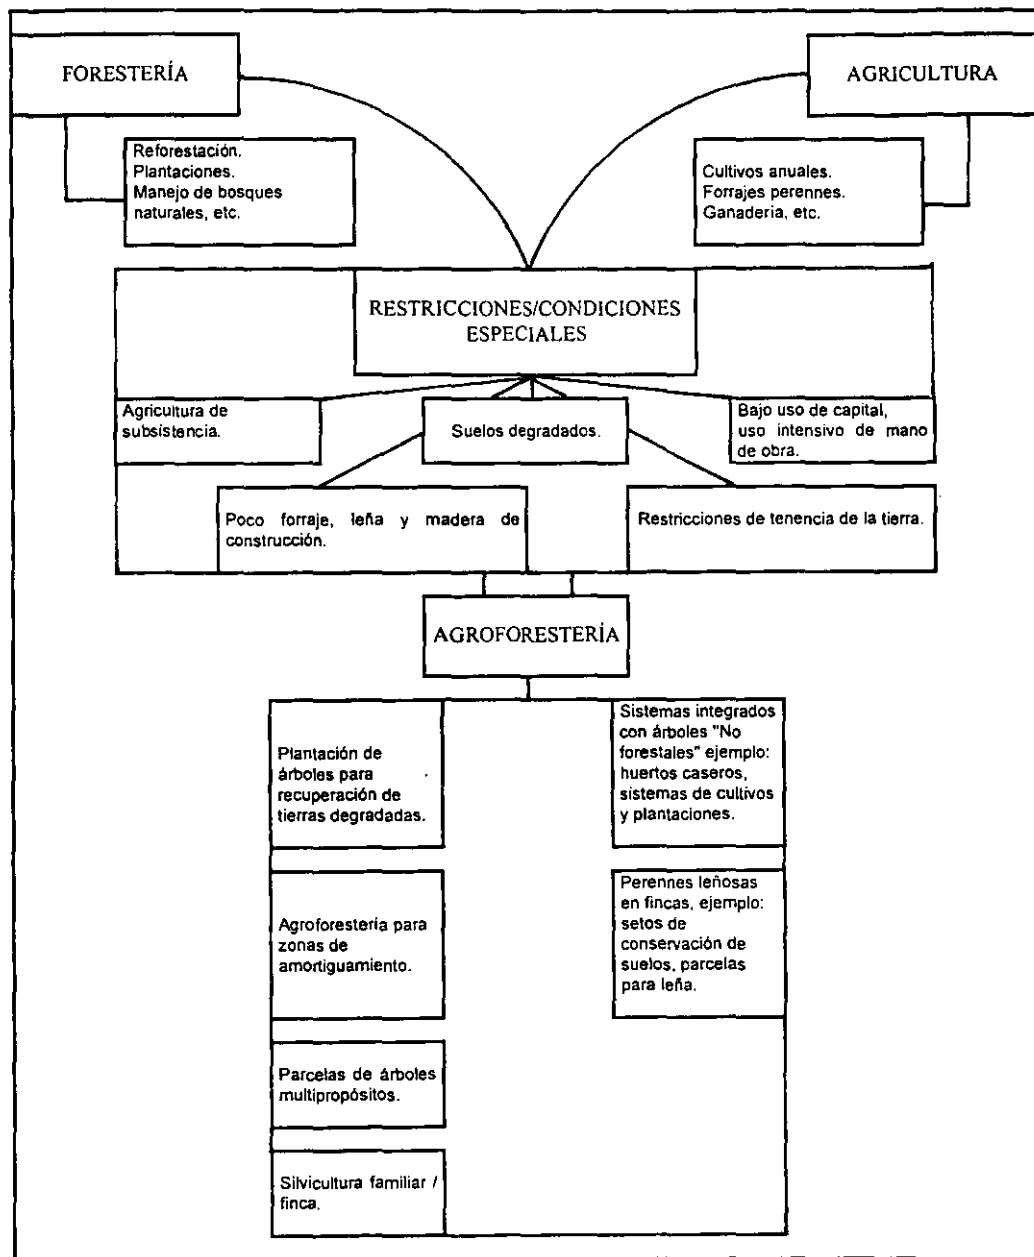 FORESTERÍA
AGRICULTURA
Reforestación.
Plantaciones.
Manejo de bosques
naturales, etc.
Cultivos anuales.
Forrajes perennes.
Ganadería, etc.
RESTRICCIONES/CONDICIONES
ESPECIALES
Agricultura de
subsistencia.
Suelos degradados.
Bajo uso de capital,
uso intensivo de mano
de obra.
Poco forraje, leña y madera de
construcción.
Restricciones de tenencia de la tierra.
AGROFORESTERÍA
Plantación de
árboles para
recuperación de
tierras degradadas.
Sistemas integrados
con árboles "No
forestales" ejemplo:
huertos caseros,
sistemas de cultivos
y plantaciones.
Agroforestería para
zonas de
amortiguamiento.
Perennes leñosas
en fincas, ejemplo:
setos de
conservación de
suelos, parcelas
para leña.
Parcelas de árboles
multipropósitos.
Silvicultura familiar /
finca.